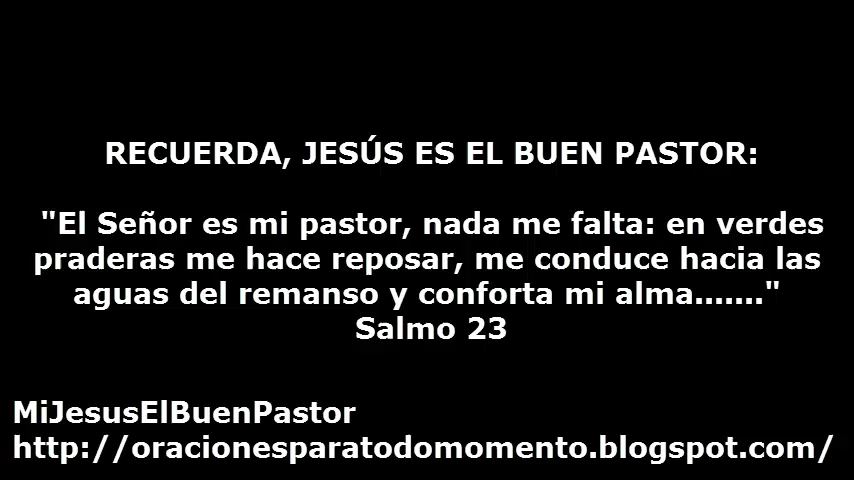 RECUERDA, JESÚS ES EL BUEN PASTOR:
"El Señor es mi pastor, nada me falta: en verdes
praderas me hace reposar, me conduce hacia las
aguas del remanso y conforta mi alma......."
Salmo 23
MiJesusElBuenPastor
http://oracionesparatodomomento.blogspot.com/